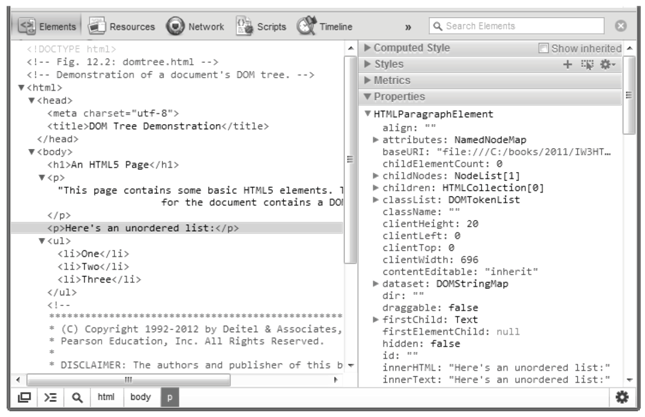 Elements Resources Network Scripts Timeline » Search Elements
<!DOCTYPE html>
<!-- Fig. 12.2: domtree.html -->
<!-- Demonstration of a document's DOM tree. -->
▼<html>
▼<head>
<meta charset="utf-8">
<title>DOM Tree Demonstration</title>
</head>
▼<body>
<h1>An HTML5 Page</h1>
▼<p>
"This page contains some basic HTML5 elements.
for the document contains a
</p>
<p>Here's an unordered list:</p>
▼<ul>
<li>One</li>
<li>Two</li>
<li>Three</li>
</ul>
<!--
* (C) Copyright 1992-2012 by Deitel & Associates,
* Pearson Education, Inc. All Rights Reserved.
*
* DISCLAIMER: The authors and publisher of this b
html body p
▶ Computed Style Show inherited
▶ Styles
▶ Metrics
▼ Properties
▼HTMLParagraphElement
align: ""
▶ attributes: NamedNodeMap
baseURI: "file:///C:/books/2011/IW3HT…
childElementCount: 0
▶ childNodes: NodeList[1]
▶ children: HTMLCollection[0]
▶ classList: DOMTokenList
className: ""
clientHeight: 20
clientLeft: 0
clientTop: 0
clientWidth: 696
contentEditable: "inherit"
▶ dataset: DOMStringMap
dir: ""
draggable: false
▶ firstChild: Text
firstElementChild: null
hidden: false
id: ""
innerHTML: "Here's an unordered list:"
innerText: "Here's an unordered list:"